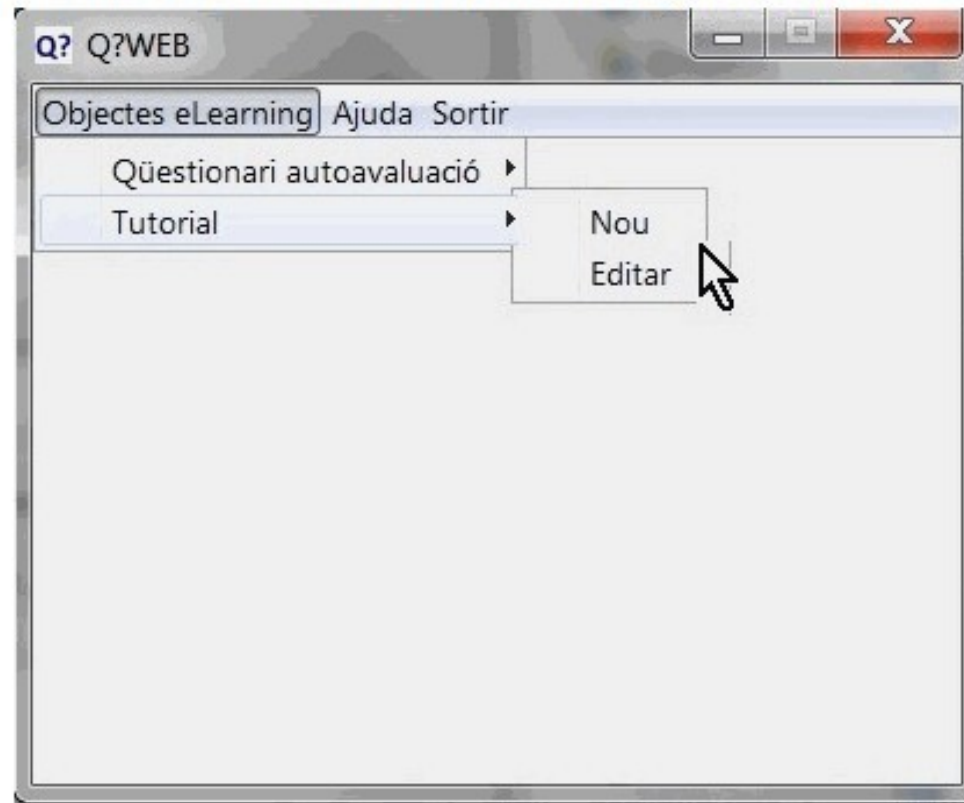 Q? Q?WEB
Objectes eLearning Ajuda Sortir
Qüestionari autoavaluació
Tutorial
Nou
Editar